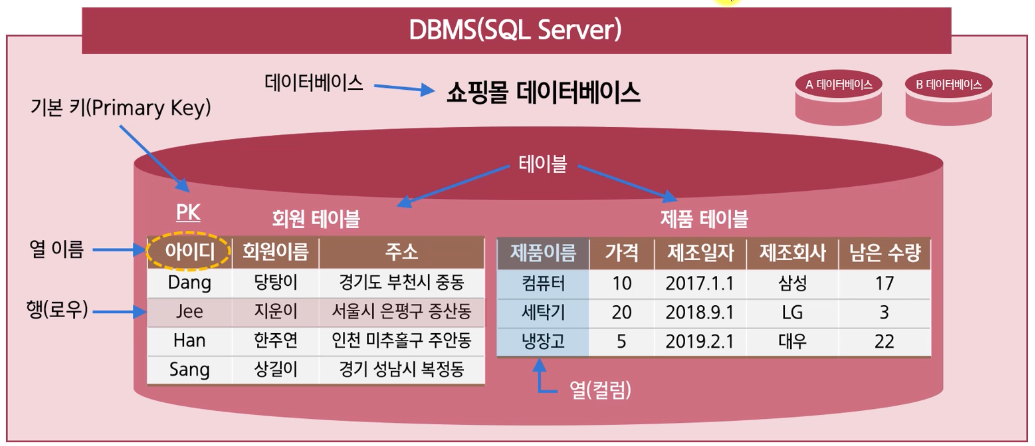 DBMS(SQL Server)
데이터베이스
쇼핑몰 데이터베이스
A 데이터베이스
B 데이터베이스
기본 키(Primary Key)
테이블
PK
회원 테이블
제품 테이블
열 이름
아이디 회원이름 주소
제품이름 가격 제조일자 제조회사 남은 수량
Dang 당탕이 경기도 부천시 중동
컴퓨터 10 2017.1.1 삼성 17
행(로우)
Jee 지운이 서울시 은평구 증산동
세탁기 20 2018.9.1 LG 3
Han 한주연 인천 미추홀구 주안동
냉장고 5 2019.2.1 대우 22
Sang 상길이 경기 성남시 복정동
열(컬럼)